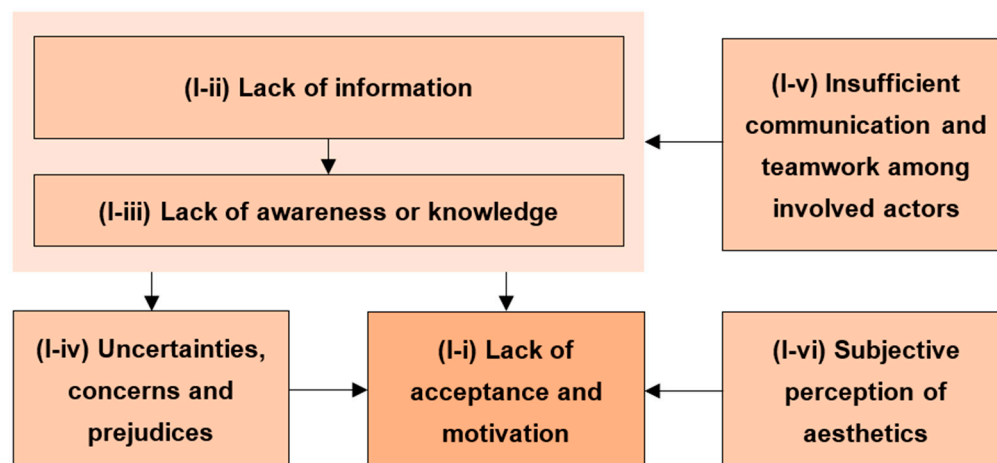 (I-ii) Lack of information
(I-iii) Lack of awareness or knowledge
(I-v) Insufficient
communication and
teamwork among
involved actors
(I-iv) Uncertainties,
concerns and
prejudices
(I-i) Lack of
acceptance and
motivation
(I-vi) Subjective
perception of
aesthetics